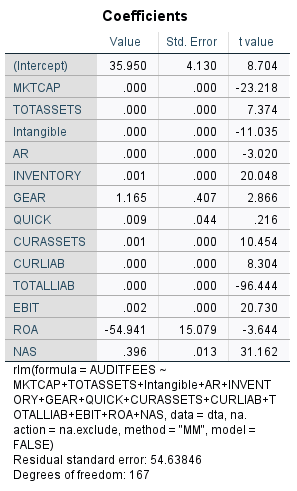 Coefficients
Value Std. Error t value
(Intercept) 35.950 4.130 8.704
MKTCAP .000 .000 -23.218
TOTASSETS .000 .000 7.374
Intangible .000 .000 -11.035
AR .000 .000 -3.020
INVENTORY .001 .000 20.048
GEAR 1.165 .407 2.866
QUICK .009 .044 .216
CURASSETS .001 .000 10.454
CURLIAB .000 .000 8.304
TOTALLIAB .000 .000 -96.444
EBIT .002 .000 20.730
ROA -54.941 15.079 -3.644
NAS .396 .013 31.162
rlm(formula = AUDITFEES ~
MKTCAP+TOTASSETS+Intangible+AR+INVENT
ORY+GEAR+QUICK+CURASSETS+CURLIAB+T
OTALLIAB+EBIT+ROA+NAS, data = dta, na.
action = na.exclude, method = "MM", model =
FALSE)
Residual standard error: 54.63846
Degrees of freedom: 167